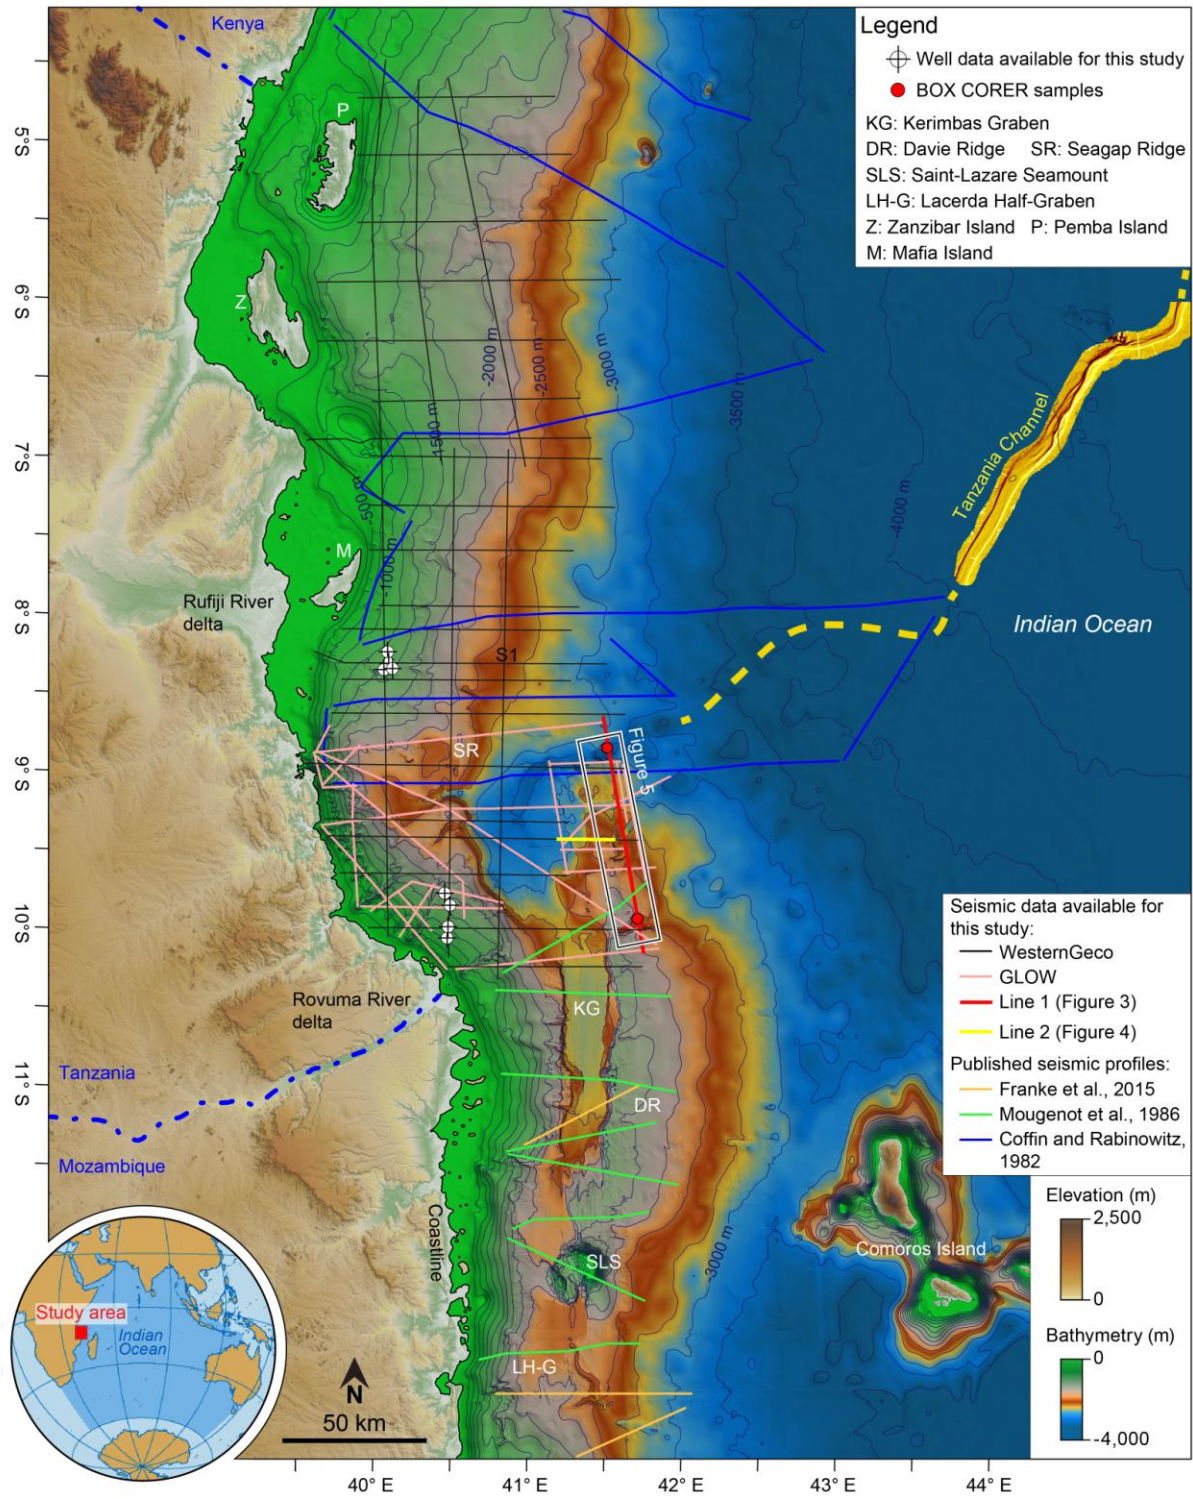 Kenya
Legend
Well data available for this study
BOX CORER samples
KG: Kerimbas Graben
DR: Davie Ridge SR: Seagap Ridge
SLS: Saint-Lazare Seamount
LH-G: Lacerda Half-Graben
Z: Zanzibar Island P: Pemba Island
M: Mafia Island
P
5°S
Z
6°S
-2000 m
-2500 m
-3000 m
-3500 m
-1500 m
Tanzania Channel
7°S
-500 m
-4000 m
M
-1000 m
Rufiji River
delta
8°S
Indian Ocean
S1
SR
Figure 5
9°S
10°S
Seismic data available for
this study:
WesternGeco
GLOW
Line 1 (Figure 3)
Line 2 (Figure 4)
Published seismic profiles:
Franke et al., 2015
Mougenot et al., 1986
Coffin and Rabinowitz,
1982
Rovuma River
delta
KG
Tanzania
11°S
DR
Mozambique
Coastline
Elevation (m)
2,500
0
SLS
-3000 m
Comoros Island
Study area
Indian
Ocean
Bathymetry (m)
0
-4,000
LH-G
N
50 km
40° E
41° E
42° E
43° E
44° E